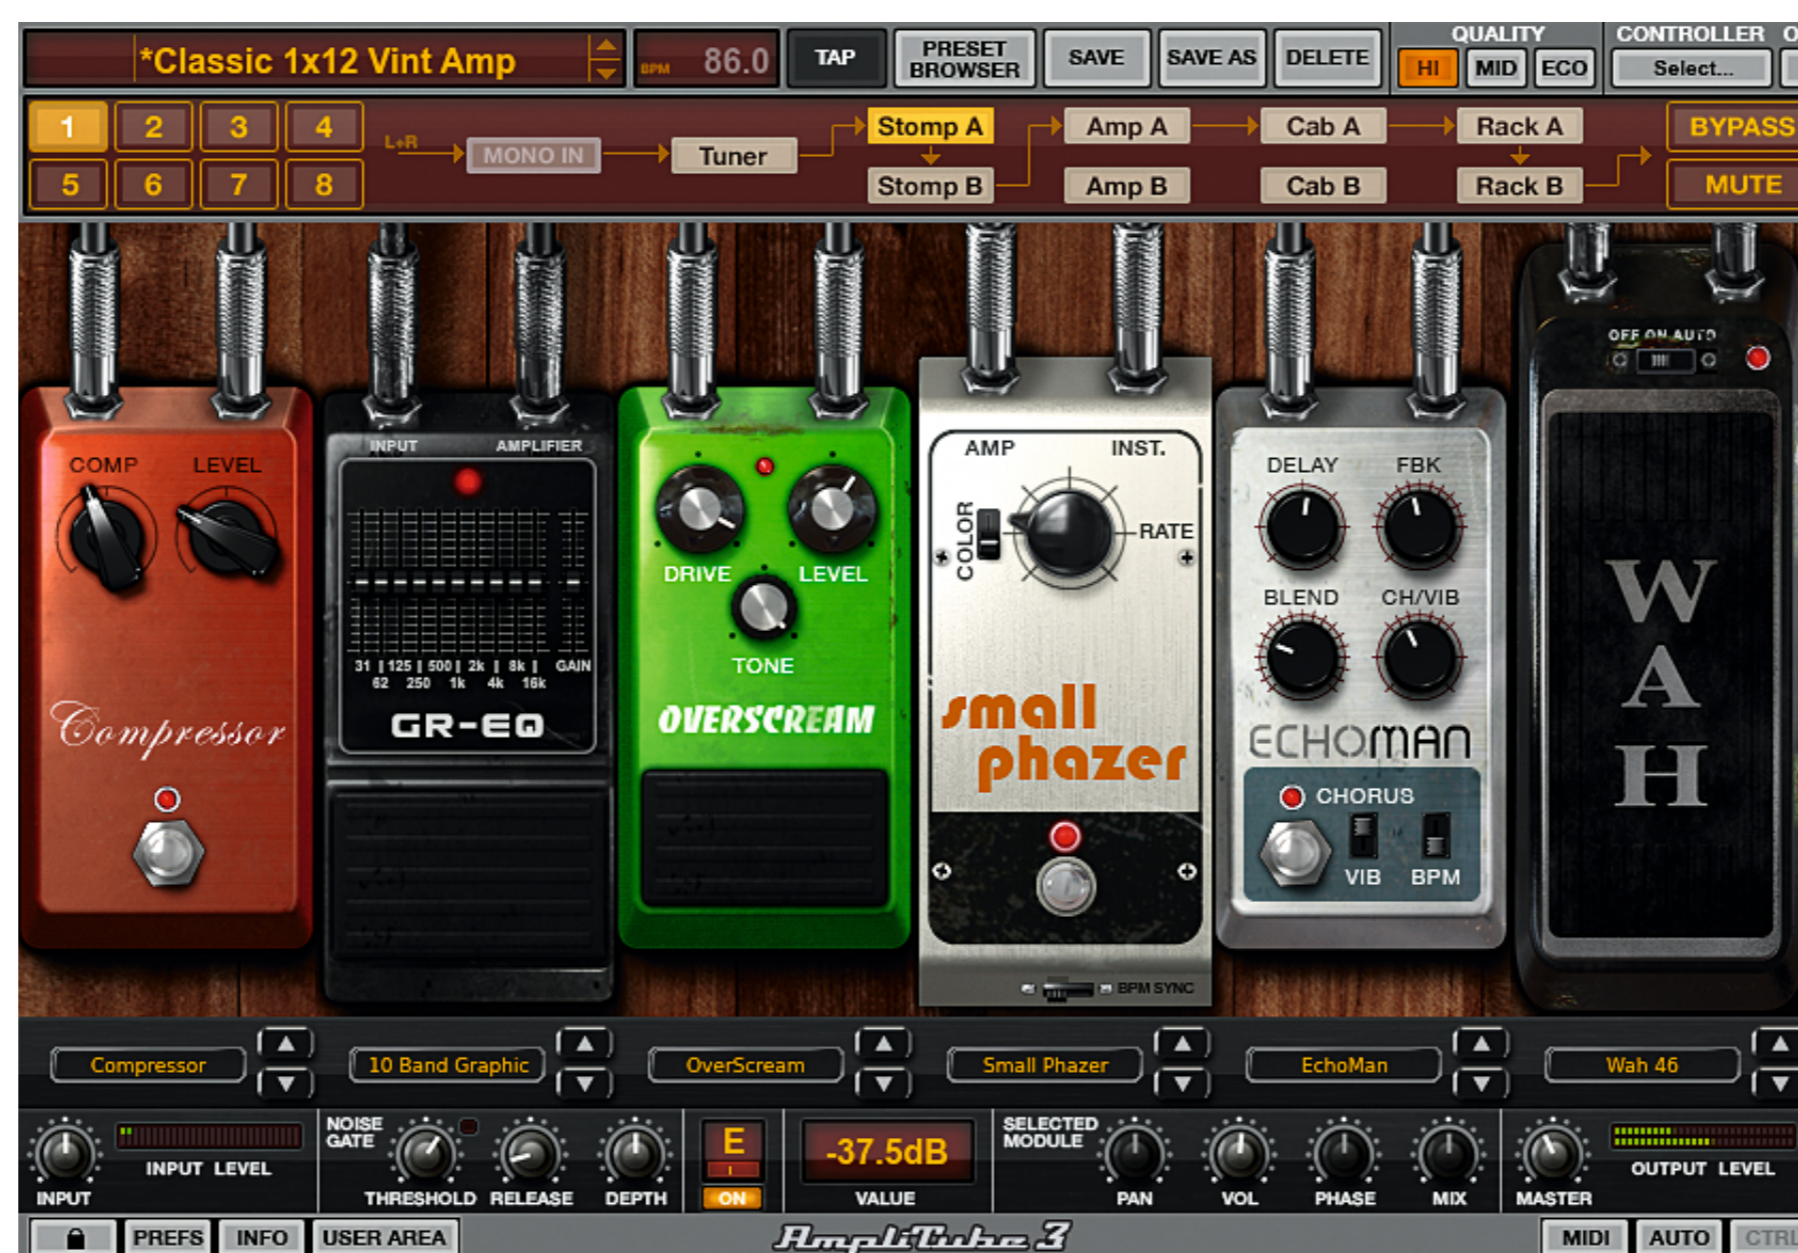 *Classic 1x12 Vint Amp
BPM 86.0
TAP
PRESET
BROWSER
SAVE
SAVE AS
DELETE
QUALITY
HI MID ECO
CONTROLLER
Select...
1 2 3 4
5 6 7 8
L+R
MONO IN
Tuner
Stomp A
Stomp B
Amp A
Amp B
Cab A
Cab B
Rack A
Rack B
BYPASS
MUTE
COMP LEVEL
Compressor
INPUT AMPLIFIER
31 | 125 | 500 | 2k | 8k | GAIN
62 250 1k 4k 16k
GR-EQ
DRIVE LEVEL
TONE
OVERSCREAM
AMP INST.
COLOR
RATE
small
phazer
BPM SYNC
DELAY FBK
BLEND CH/VIB
ECHOMAN
CHORUS
VIB BPM
OFF ON AUTO
WAH
Compressor
10 Band Graphic
OverScream
Small Phazer
EchoMan
Wah 46
INPUT
INPUT LEVEL
NOISE
GATE
THRESHOLD RELEASE DEPTH
E
ON
-37.5dB
VALUE
SELECTED
MODULE
PAN VOL PHASE MIX
MASTER
OUTPUT LEVEL
PREFS INFO USER AREA
AmpliTube 3
MIDI AUTO